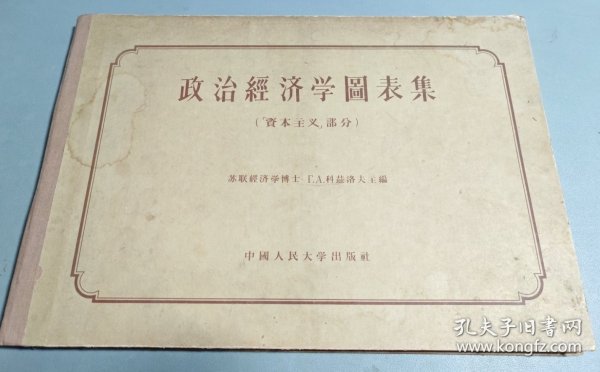 政治經济学圖表集
(「資本主义」部分)
苏联經济学博士 Г.А.科茲洛夫主編
中國人民大学出版社
孔夫子旧书网
www.kongfz.com